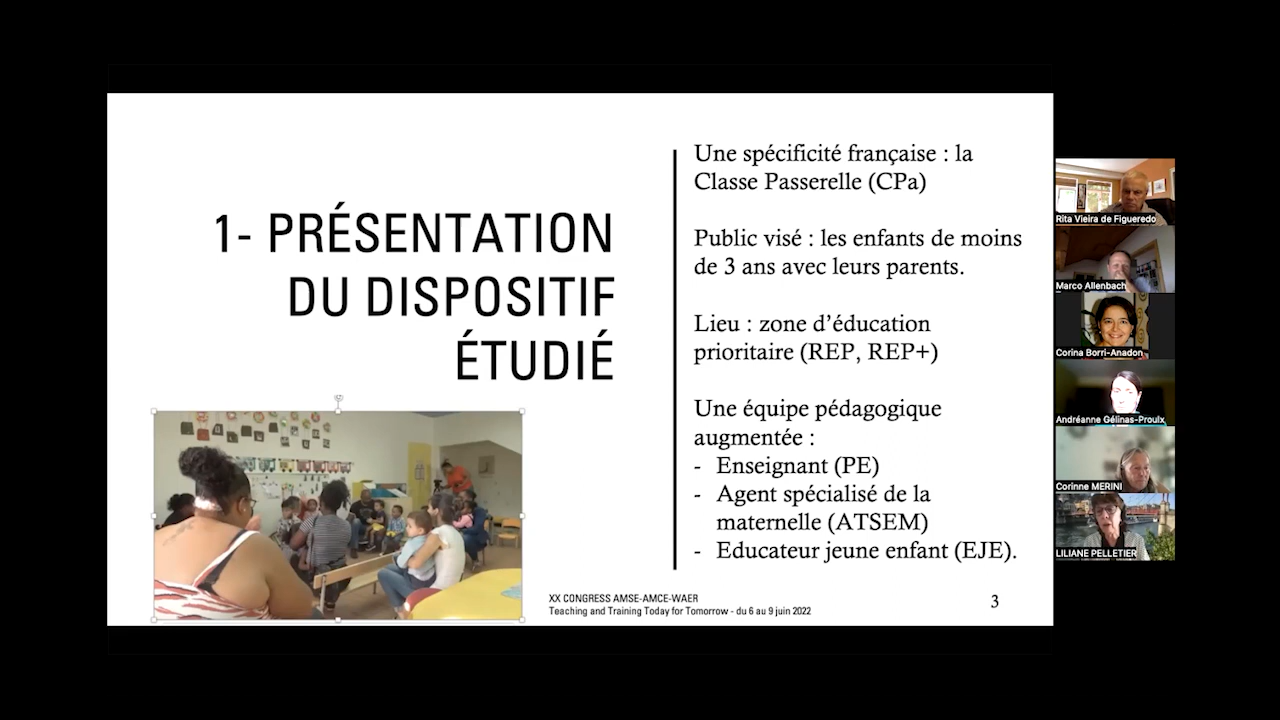 1- PRÉSENTATION
DU DISPOSITIF
ÉTUDIÉ
Une spécificité française : la
Classe Passerelle (CPa)
Public visé : les enfants de moins
de 3 ans avec leurs parents.
Lieu : zone d’éducation
prioritaire (REP, REP+)
Une équipe pédagogique
augmentée :
- Enseignant (PE)
- Agent spécialisé de la
maternelle (ATSEM)
- Educateur jeune enfant (EJE).
XX CONGRESS AMSE-AMCE-WAER
Teaching and Training Today for Tomorrow - du 6 au 9 juin 2022
3
Rita Vieira de Figueredo
Marco Allenbach
Corina Borri-Anadon
Andréanne Gélinas-Proulx
Corinne MERINI
LILIANE PELLETIER